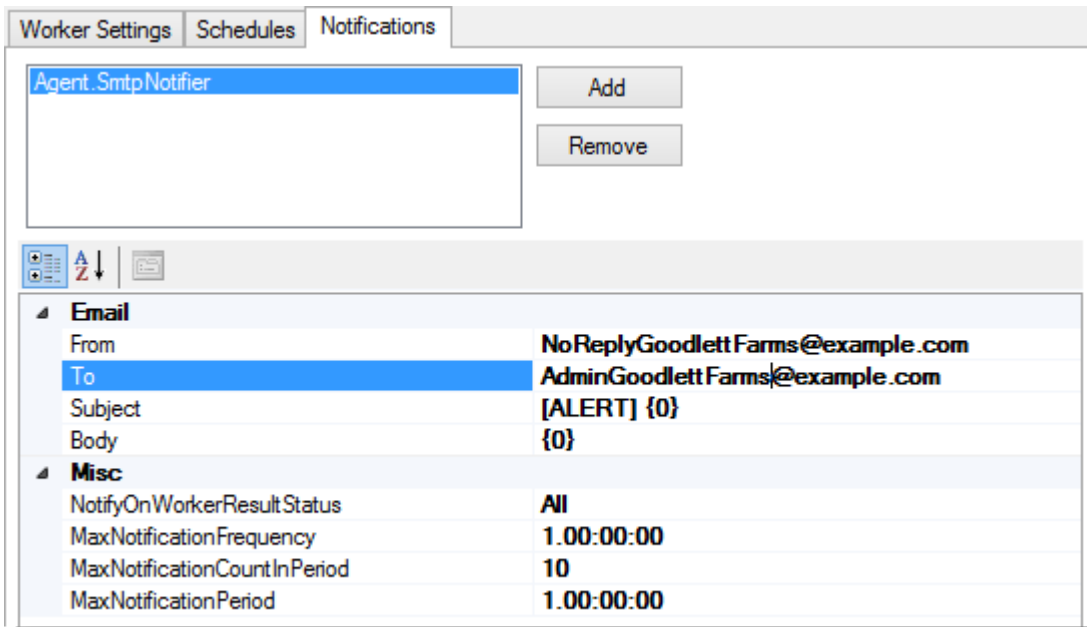 Worker Settings Schedules Notifications
Agent.SmtpNotifier
Add
Remove
A
Z
Email
From NoReplyGoodlettFarms@example.com
To AdminGoodlettFarms@example.com
Subject [ALERT] {0}
Body {0}
Misc
NotifyOnWorkerResultStatus All
MaxNotificationFrequency 1.00:00:00
MaxNotificationCountInPeriod 10
MaxNotificationPeriod 1.00:00:00